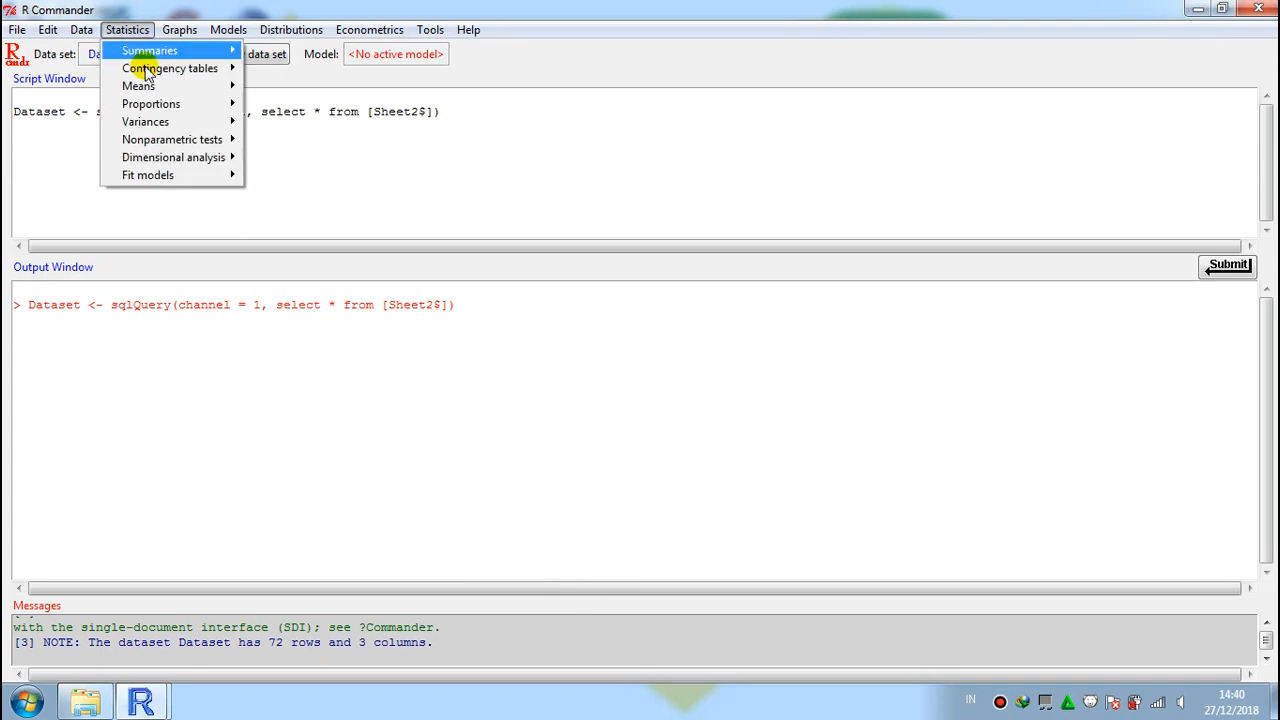 R Commander
File Edit Data Statistics Graphs Models Distributions Econometrics Tools Help
R cmdr Data set: Da data set Model: <No active model>
Summaries
Contingency tables
Means
Proportions
Variances
Nonparametric tests
Dimensional analysis
Fit models
Script Window
Dataset <- s , select * from [Sheet2$])
Output Window
Submit
> Dataset <- sqlQuery(channel = 1, select * from [Sheet2$])
Messages
with the single-document interface (SDI); see ?Commander.
[3] NOTE: The dataset Dataset has 72 rows and 3 columns.
R
IN
14:40
27/12/2018